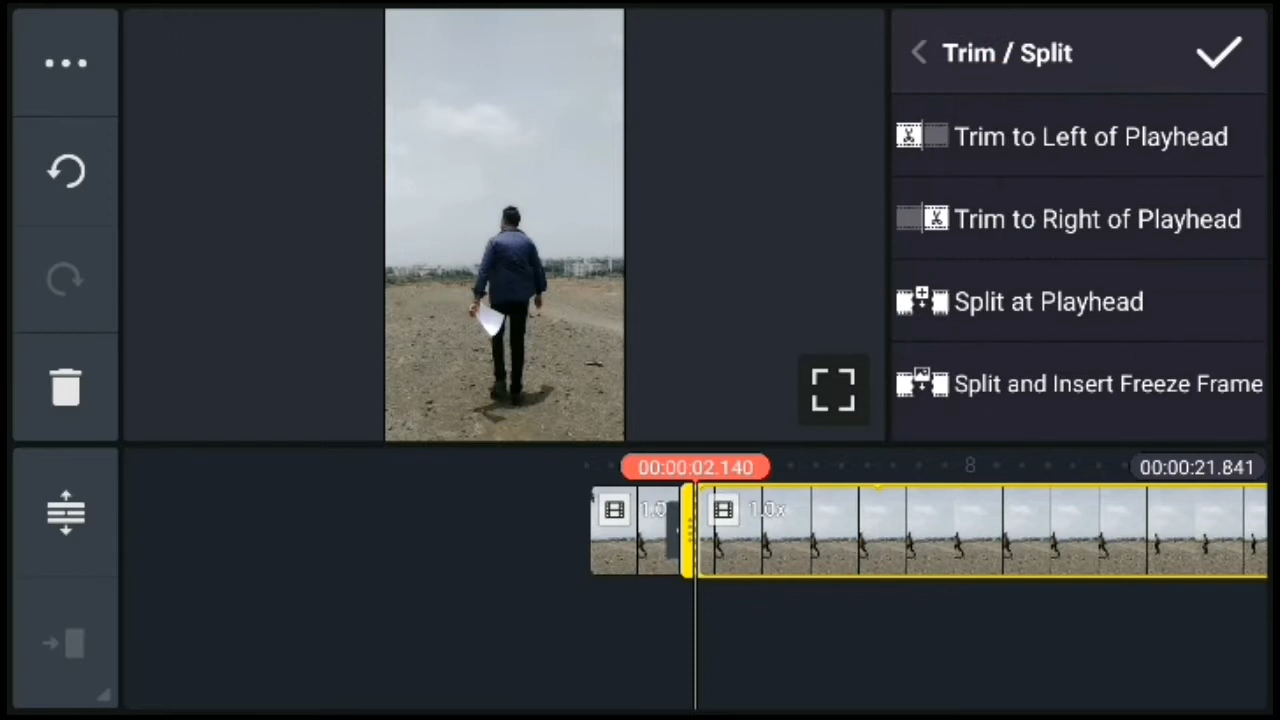 Trim / Split
Trim to Left of Playhead
Trim to Right of Playhead
Split at Playhead
Split and Insert Freeze Frame
00:00:02.140
8
00:00:21.841
1.0
1.0x